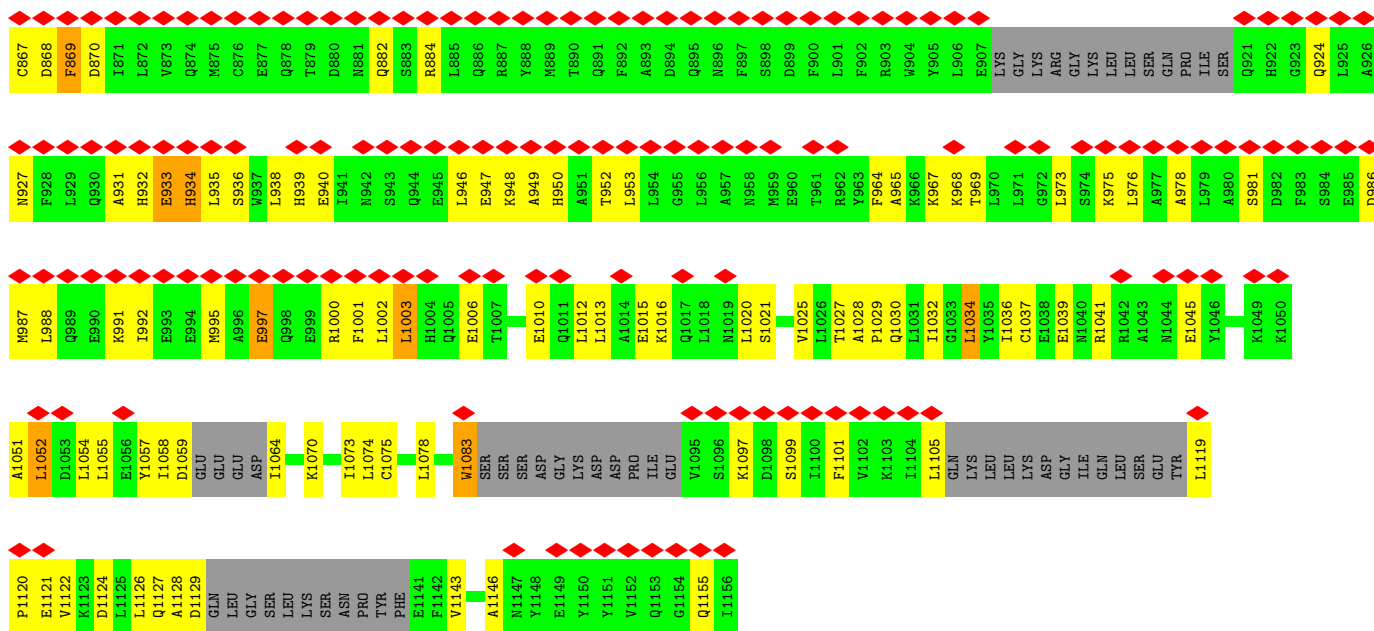 C867 D868 F869 D870 I871 L872 V873 Q874 M875 C876 E877 Q878 T879 D880 N881 Q882 S883 R884 L885 Q886 R887 Y888 M889 T890 Q891 F892 A893 D894 Q895 N896 F897 S898 D899 F900 L901 F902 R903 W904 Y905 L906 E907 LYS GLY LYS ARG GLY LYS LEU LEU SER GLN PRO ILE SER Q921 H922 G923 Q924 L925 A926
N927 F928 L929 Q930 A931 H932 E933 H934 L935 S936 W937 L938 H939 E940 I941 N942 S943 Q944 E945 L946 E947 K948 A949 H950 A951 T952 L953 L954 G955 L956 A957 N958 M959 E960 T961 R962 Y963 F964 A965 K966 K967 K968 T969 L970 L971 G972 L973 S974 K975 L976 A977 A978 L979 A980 S981 D982 F983 S984 E985 D986
M987 L988 Q989 E990 K991 I992 E993 E994 M995 A996 E997 Q998 E999 R1000 F1001 L1002 L1003 H1004 Q1005 E1006 T1007 E1010 Q1011 L1012 L1013 A1014 E1015 K1016 Q1017 L1018 N1019 L1020 S1021 V1025 L1026 T1027 A1028 P1029 Q1030 L1031 I1032 G1033 L1034 Y1035 I1036 C1037 E1038 E1039 N1040 R1041 R1042 A1043 N1044 E1045 Y1046 K1049 K1050
A1051 L1052 D1053 L1054 L1055 E1056 Y1057 I1058 D1059 GLU GLU GLU ASP I1064 K1070 I1073 L1074 C1075 L1078 W1083 SER SER SER ASP GLY LYS ASP ASP PRO ILE GLU V1095 S1096 K1097 D1098 S1099 I1100 F1101 V1102 K1103 I1104 L1105 GLN LYS LEU LEU LYS ASP GLY ILE GLN LEU SER GLU TYR L1119
P1120 E1121 V1122 K1123 D1124 L1125 L1126 Q1127 A1128 D1129 GLN LEU GLY SER LEU LYS SER ASN PRO TYR PHE E1141 F1142 V1143 A1146 N1147 Y1148 E1149 Y1150 Y1151 V1152 Q1153 G1154 Q1155 I1156